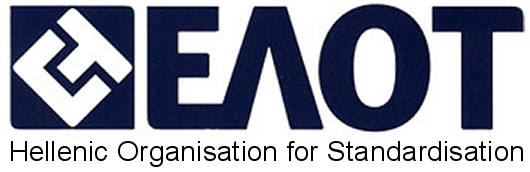 ΕΛΟΤ
Hellenic Organisation for Standardisation